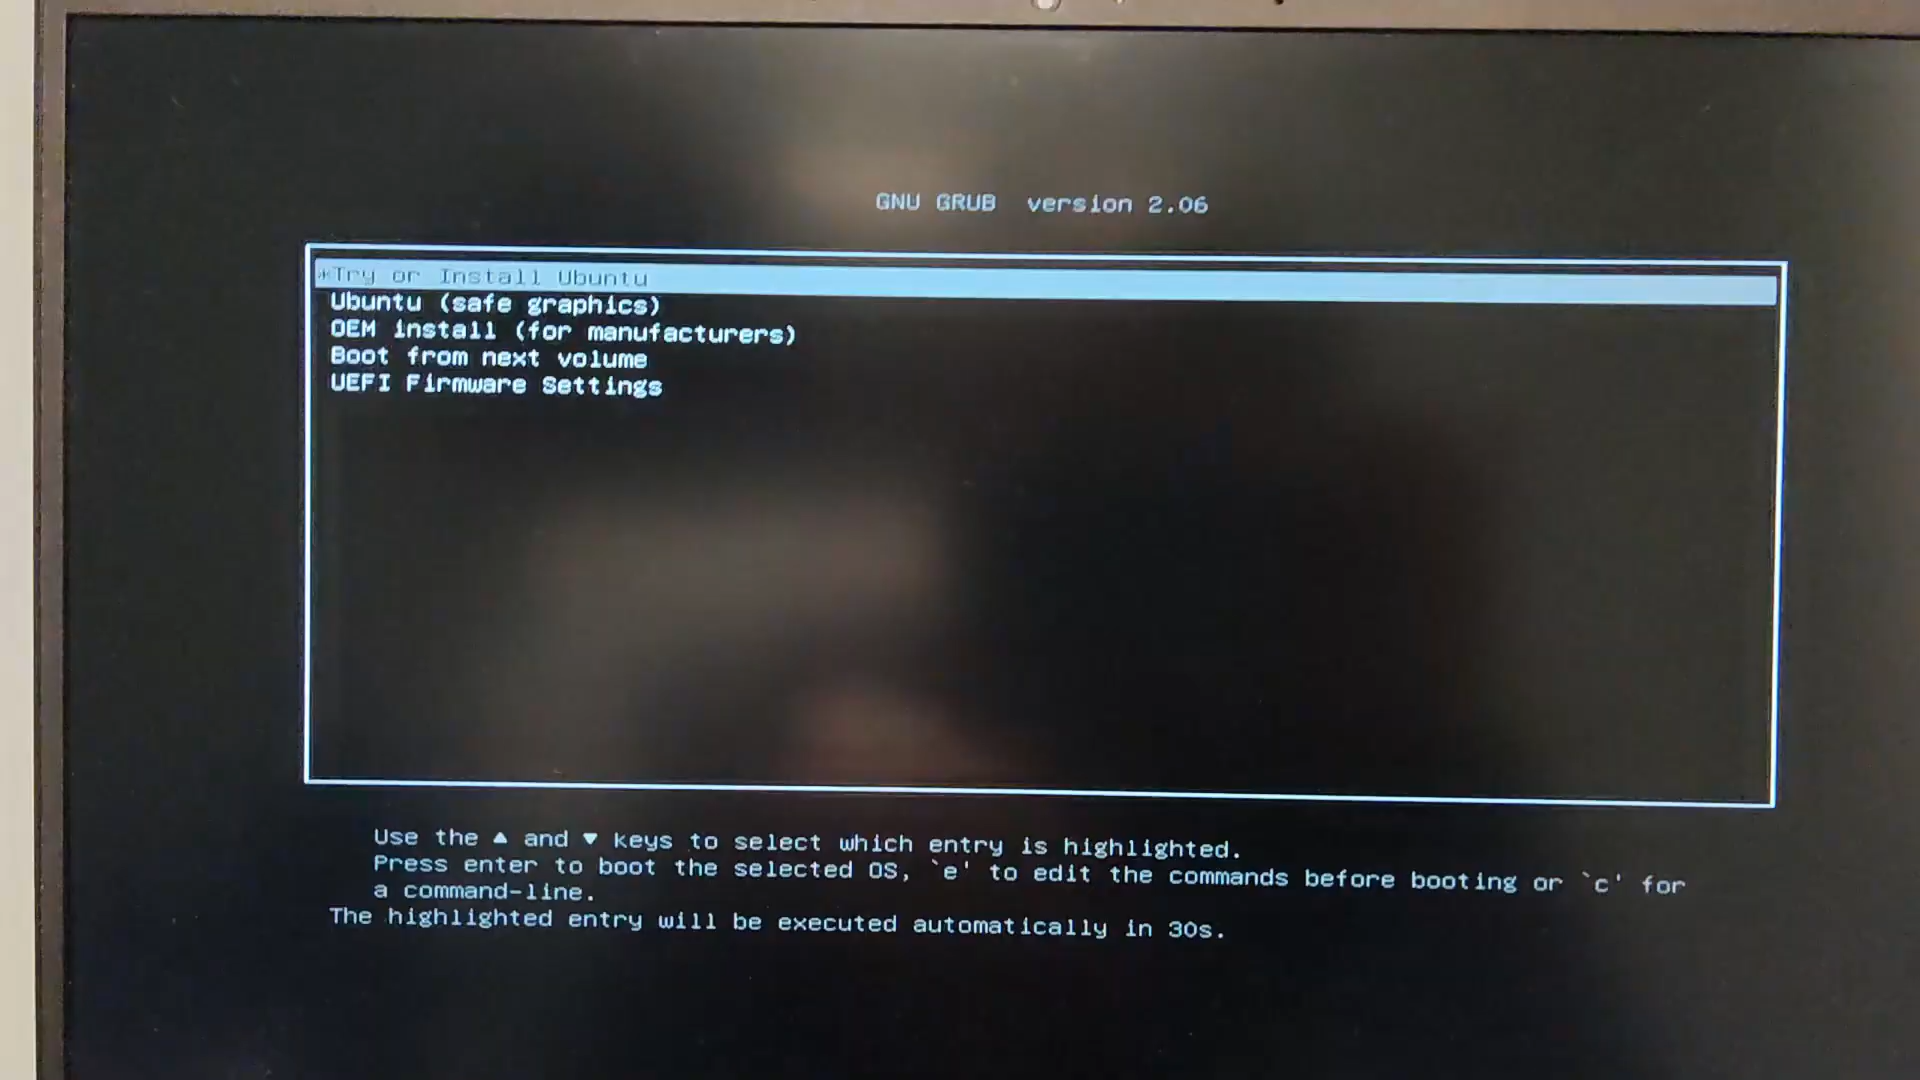 GNU GRUB version 2.06
*Try or Install Ubuntu
Ubuntu (safe graphics)
OEM install (for manufacturers)
Boot from next volume
UEFI Firmware Settings
Use the ▲ and ▼ keys to select which entry is highlighted.
Press enter to boot the selected OS, `e' to edit the commands before booting or `c' for
a command-line.
The highlighted entry will be executed automatically in 30s.